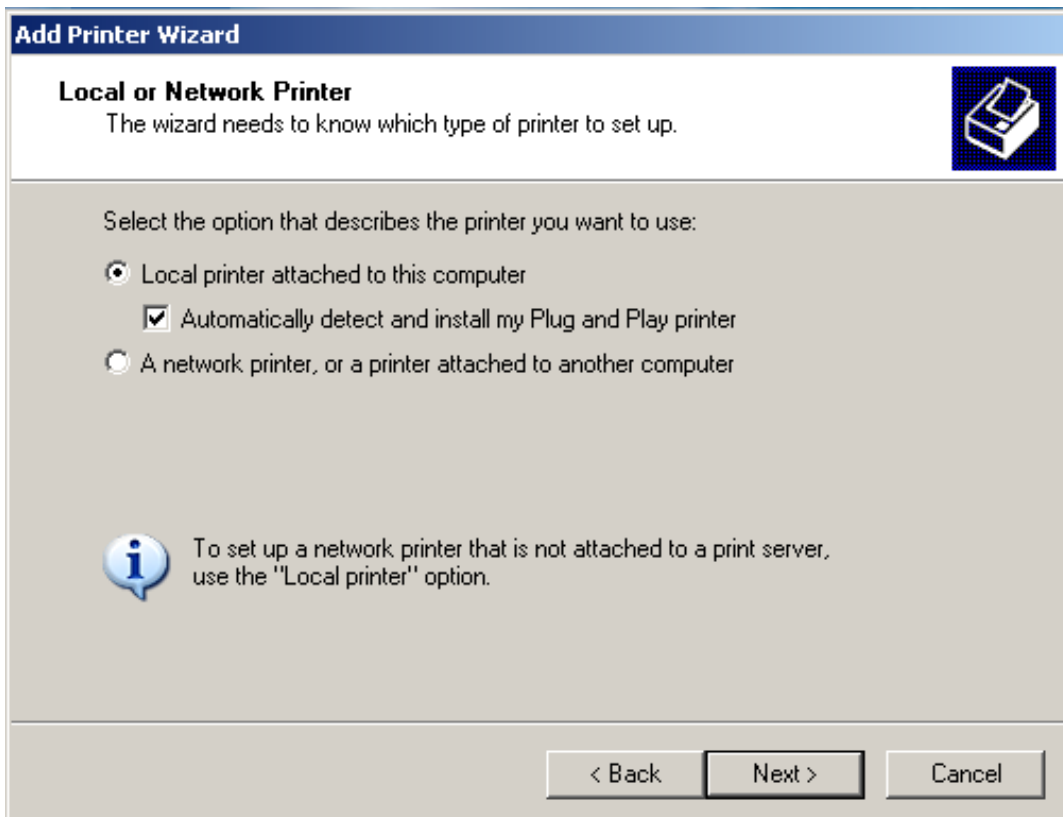 Add Printer Wizard
Local or Network Printer
The wizard needs to know which type of printer to set up.
Select the option that describes the printer you want to use:
Local printer attached to this computer
Automatically detect and install my Plug and Play printer
A network printer, or a printer attached to another computer
To set up a network printer that is not attached to a print server,
use the "Local printer" option.
< Back Next > Cancel